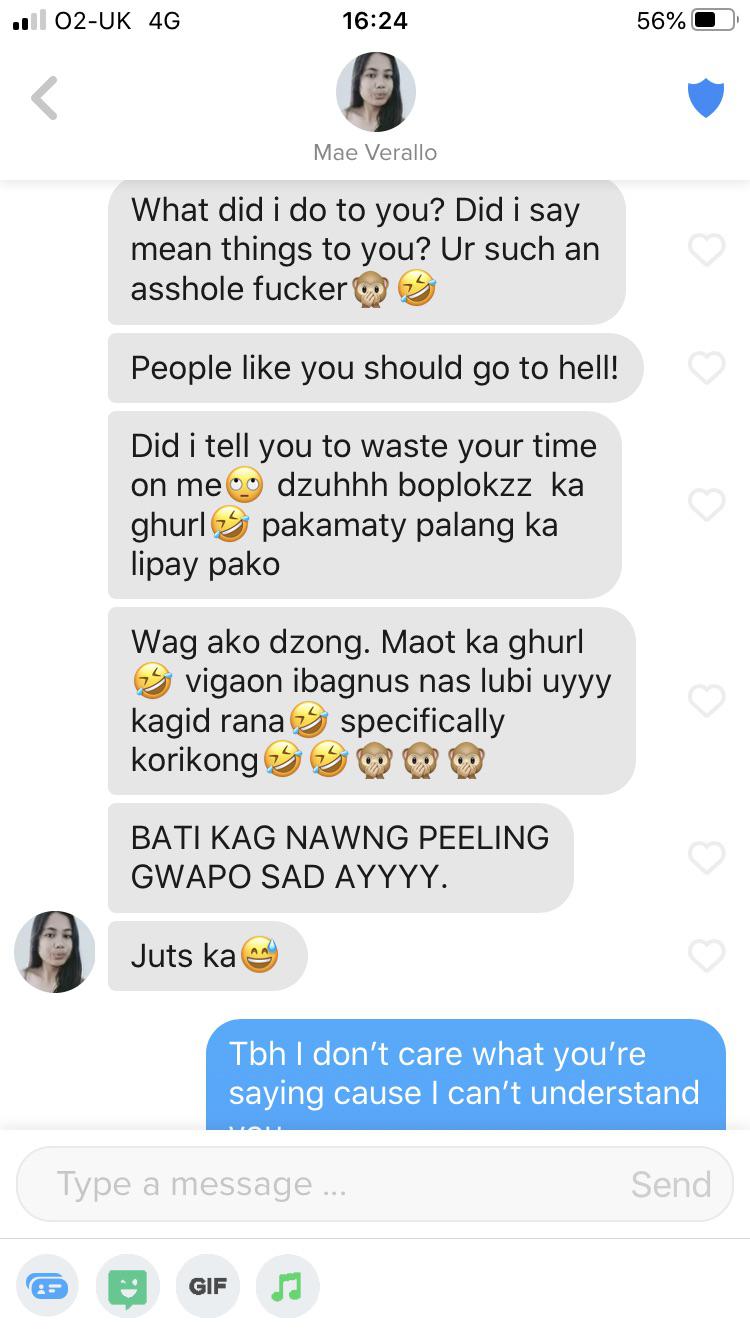 O2-UK 4G 16:24 56%
Mae Verallo
What did i do to you? Did i say
mean things to you? Ur such an
asshole fucker🙊🤣
People like you should go to hell!
Did i tell you to waste your time
on me🙄 dzuhhh boplokzz ka
ghurl🤣 pakamaty palang ka
lipay pako
Wag ako dzong. Maot ka ghurl
🤣 vigaon ibagnus nas lubi uyyy
kagid rana🤣 specifically
korikong🤣🤣🙊🙊🙊
BATI KAG NAWNG PEELING
GWAPO SAD AYYYY.
Juts ka😅
Tbh I don’t care what you’re
saying cause I can’t understand
Type a message ... Send
GIF